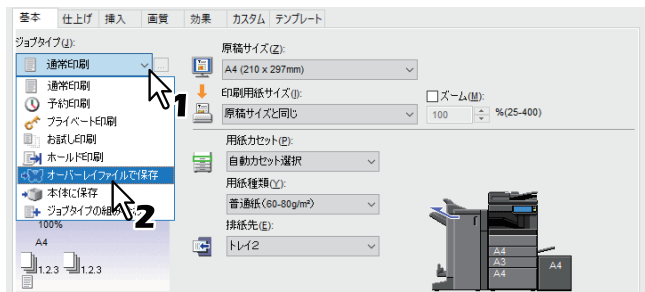 基本 仕上げ 挿入 画質 効果 カスタム テンプレート
ジョブタイプ(J):
通常印刷
...
通常印刷
予約印刷
プライベート印刷
お試し印刷
ホールド印刷
オーバーレイファイルで保存
本体に保存
ジョブタイプの組み
1
2
100%
A4
1.2.3 1.2.3
原稿サイズ(Z):
A4 (210 x 297mm)
印刷用紙サイズ(I):
原稿サイズと同じ
ズーム(M):
100 %(25-400)
用紙カセット(P):
自動カセット選択
用紙種類(Y):
普通紙(60-80g/m²)
排紙先(E):
トレイ2
A4
A3
A4
A4